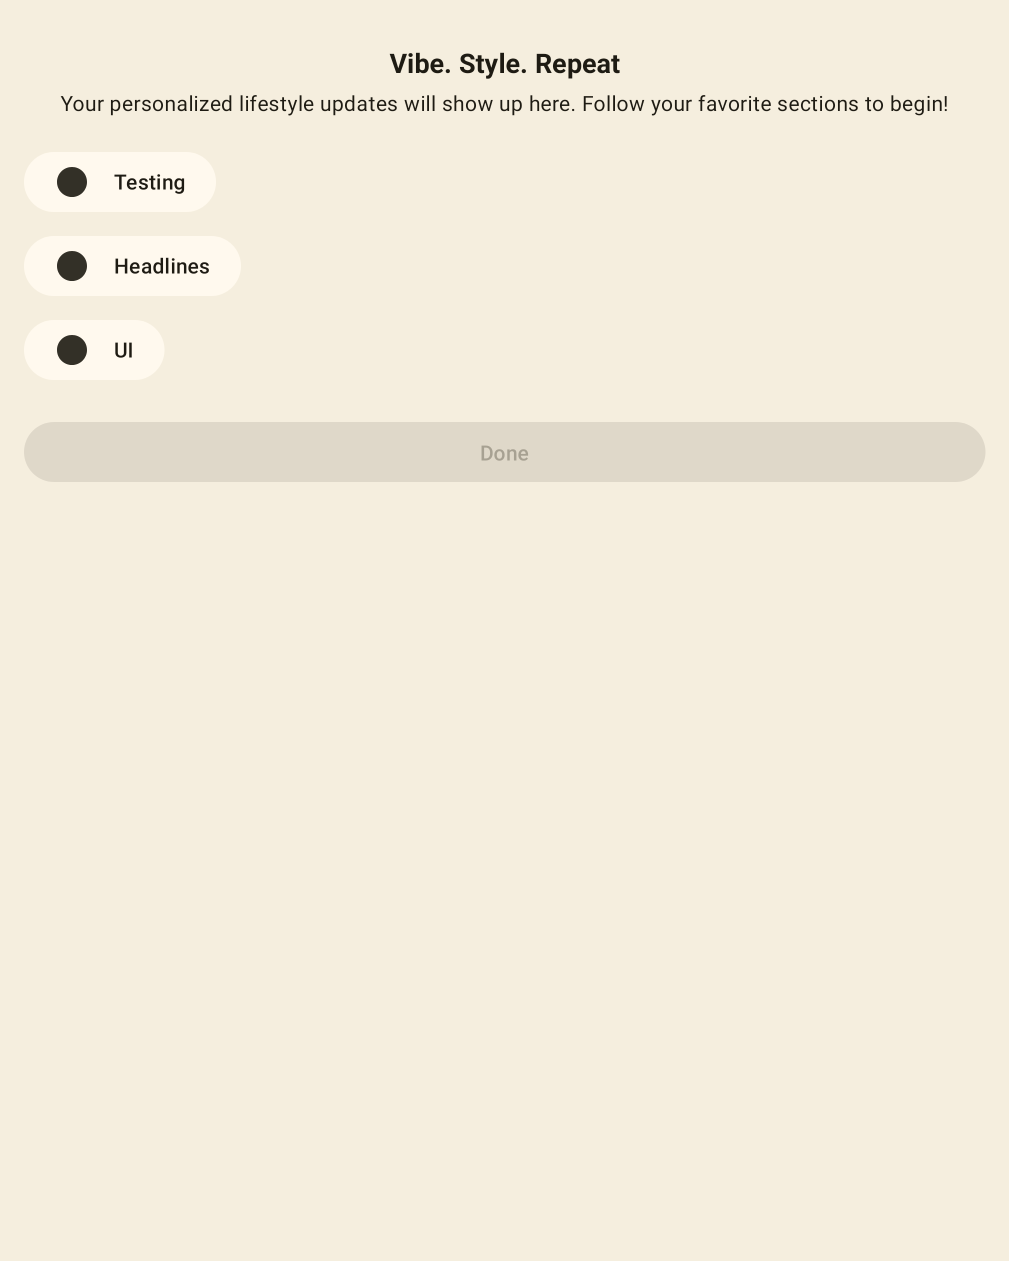 Vibe. Style. Repeat
Your personalized lifestyle updates will show up here. Follow your favorite sections to begin!
Testing
Headlines
UI
Done